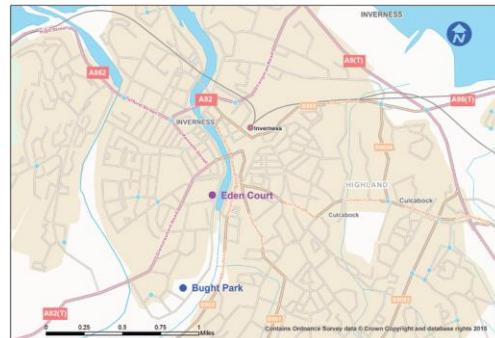 INVERNESS
N
A862
A9(T)
A82
A96(T)
INVERNESS
Inverness
HIGHLAND
Eden Court
Culcabock
Culcabock
Bught Park
A82(T)
0 0.25 0.5 0.75 1
Miles
Contains Ordnance Survey data © Crown Copyright and database rights 2018